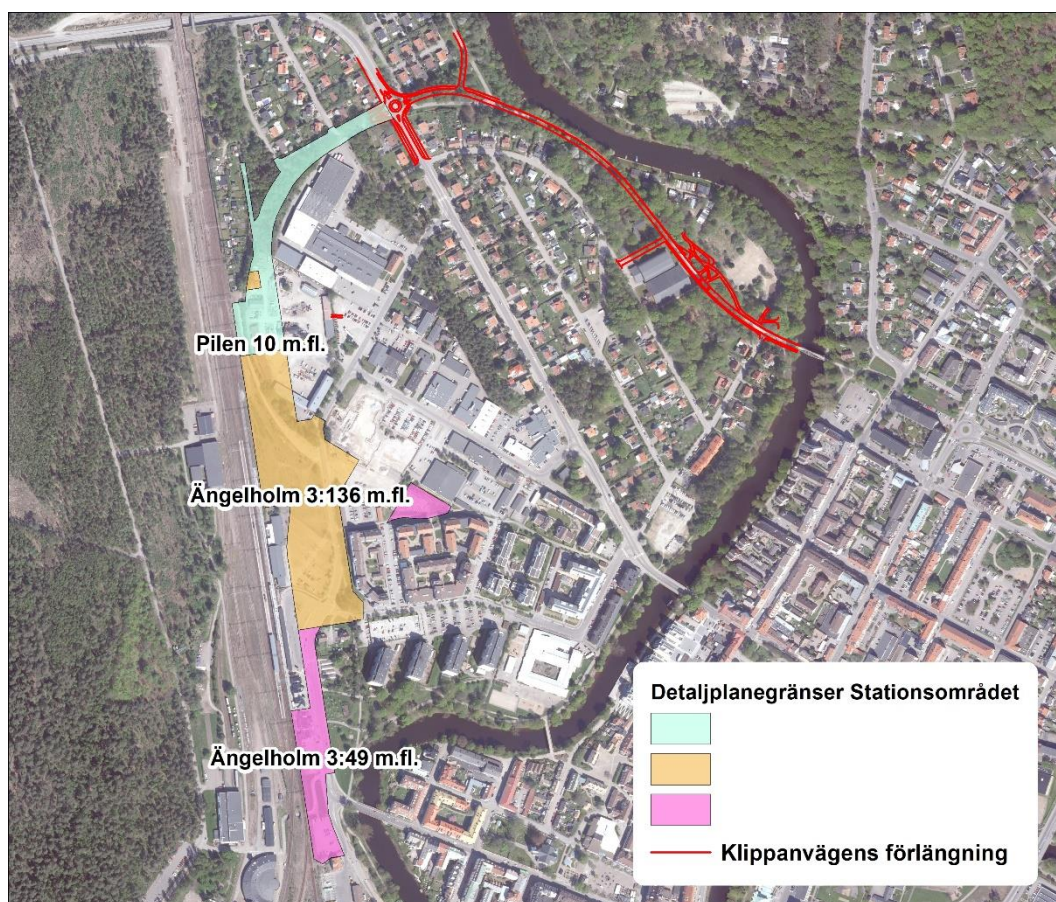 Pilen 10 m.fl.
Ängelholm 3:136 m.fl.
Ängelholm 3:49 m.fl.
Detaljplanegränser Stationsområdet
Klippanvägens förlängning